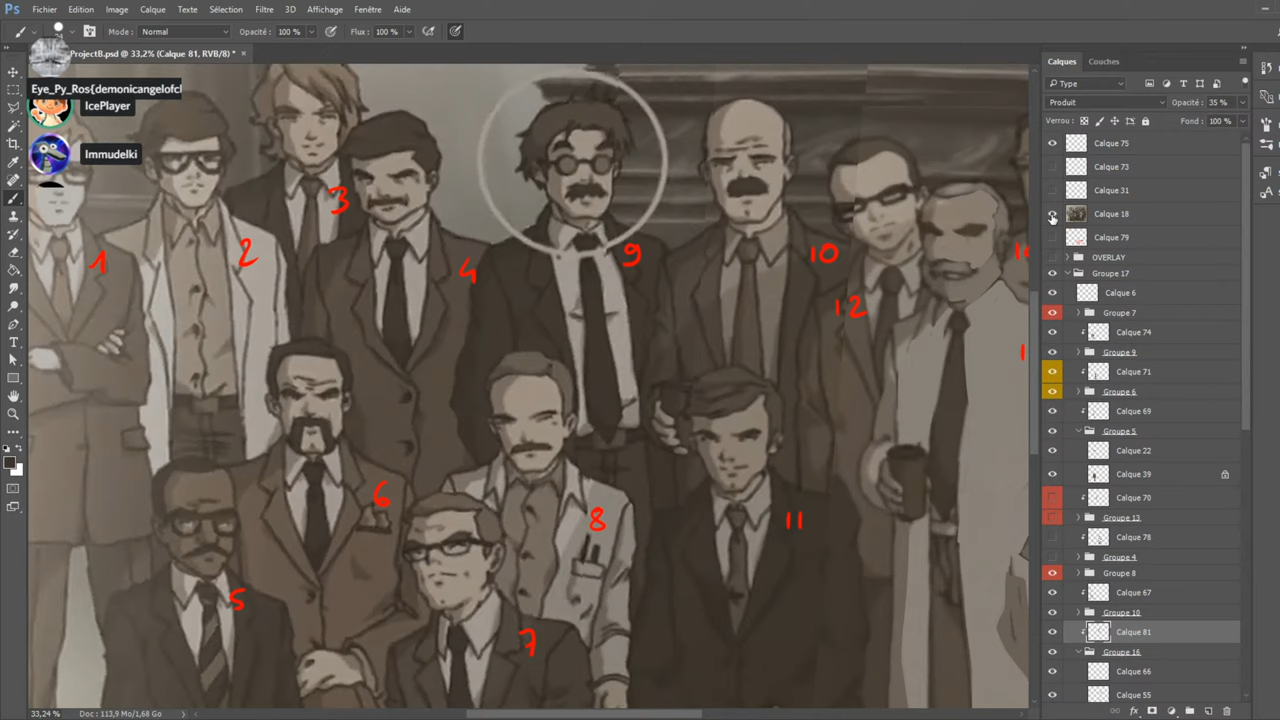 Ps Fichier Edition Image Calque Texte Sélection Filtre 3D Affichage Fenêtre Aide
Mode : Normal Opacité : 100 % Flux : 100 %
ProjectB.psd @ 33,2% (Calque 81, RVB/8) * ×
Eye_Py_Ros{demonicangelofcl
IcePlayer
Immudelki
1
2
3
4
9
10
12
5
6
7
8
11
33,24 % Doc : 113,9 Mo/1,68 Go
Calques Couches
Type
Produit Opacité : 35 %
Verrou : Fond : 100 %
Calque 75
Calque 73
Calque 31
Calque 18
Calque 79
OVERLAY
Groupe 17
Calque 6
Groupe 7
Calque 74
Groupe 9
Calque 71
Groupe 6
Calque 69
Groupe 5
Calque 22
Calque 39
Calque 70
Groupe 13
Calque 78
Groupe 4
Groupe 8
Calque 67
Groupe 10
Calque 81
Groupe 16
Calque 66
Calque 55
fx